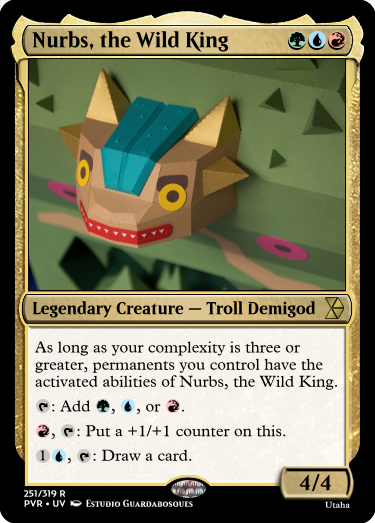 Nurbs, the Wild King
Legendary Creature — Troll Demigod
As long as your complexity is three or
greater, permanents you control have the
activated abilities of Nurbs, the Wild King.
: Add , , or .
, : Put a +1/+1 counter on this.
1 , : Draw a card.
4/4
251/319 R
PVR • UV Estudio Guardabosques
Utaha